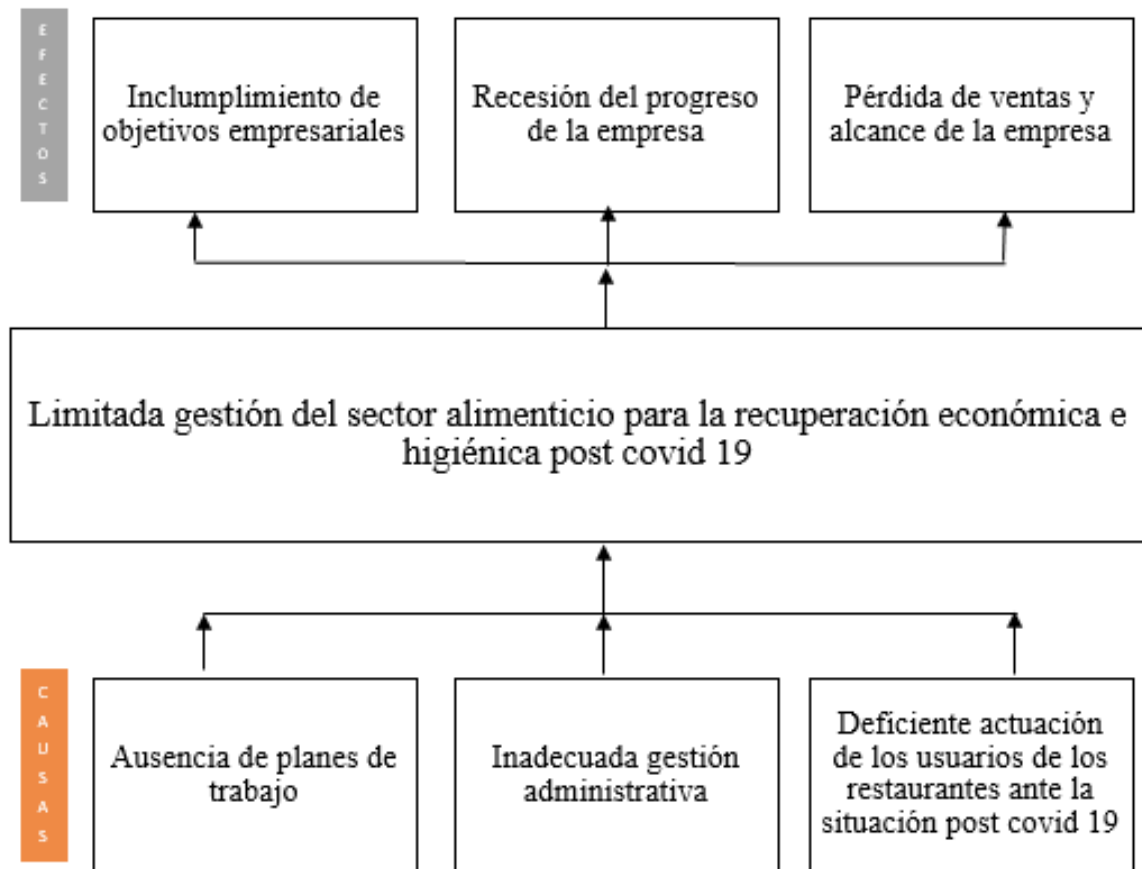 EFECTOS
Inclumplimiento de
objetivos empresariales
Recesión del progreso
de la empresa
Pérdida de ventas y
alcance de la empresa
Limitada gestión del sector alimenticio para la recuperación económica e
higiénica post covid 19
CAUSAS
Ausencia de planes de
trabajo
Inadecuada gestión
administrativa
Deficiente actuación
de los usuarios de los
restaurantes ante la
situación post covid 19